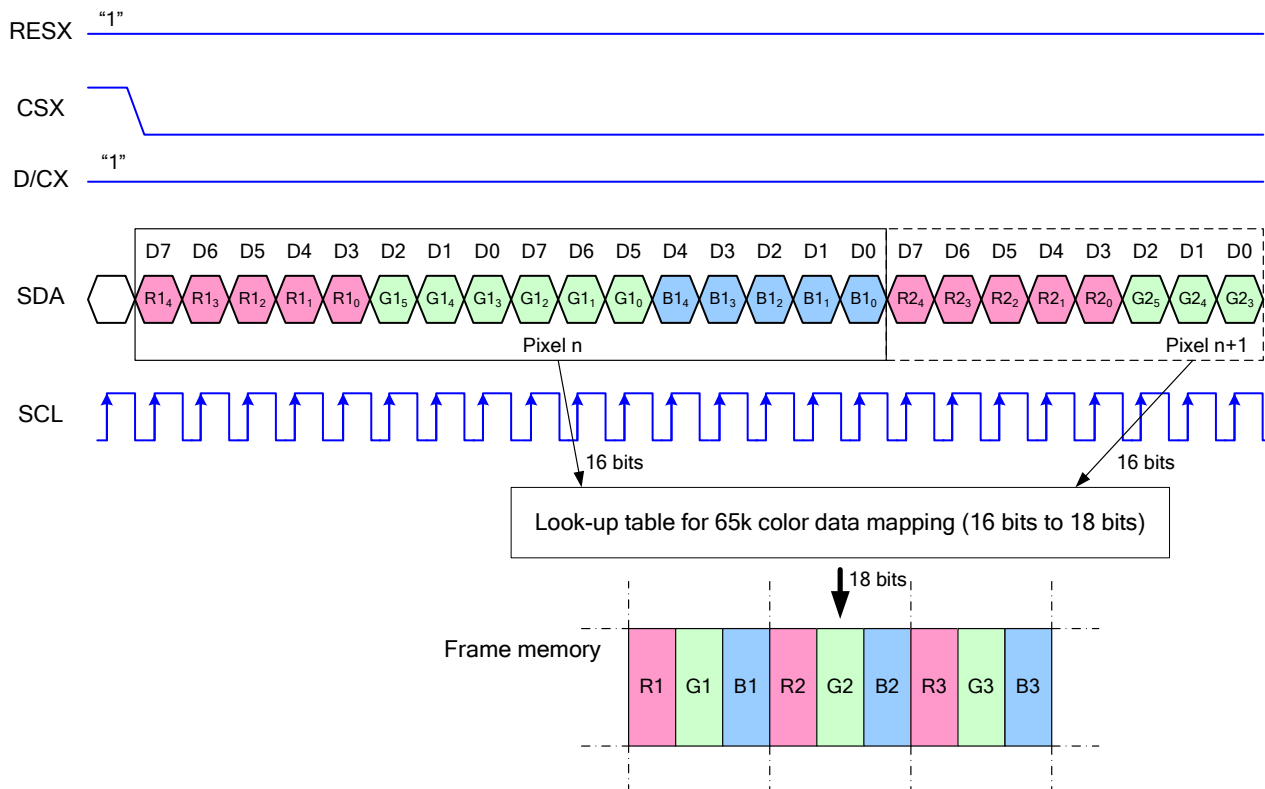 RESX “1”
CSX
D/CX “1”
D7 D6 D5 D4 D3 D2 D1 D0 D7 D6 D5 D4 D3 D2 D1 D0 D7 D6 D5 D4 D3 D2 D1 D0
SDA R1₄ R1₃ R1₂ R1₁ R1₀ G1₅ G1₄ G1₃ G1₂ G1₁ G1₀ B1₄ B1₃ B1₂ B1₁ B1₀ R2₄ R2₃ R2₂ R2₁ R2₀ G2₅ G2₄ G2₃
Pixel n Pixel n+1
SCL
16 bits 16 bits
Look-up table for 65k color data mapping (16 bits to 18 bits)
18 bits
Frame memory
R1 G1 B1 R2 G2 B2 R3 G3 B3